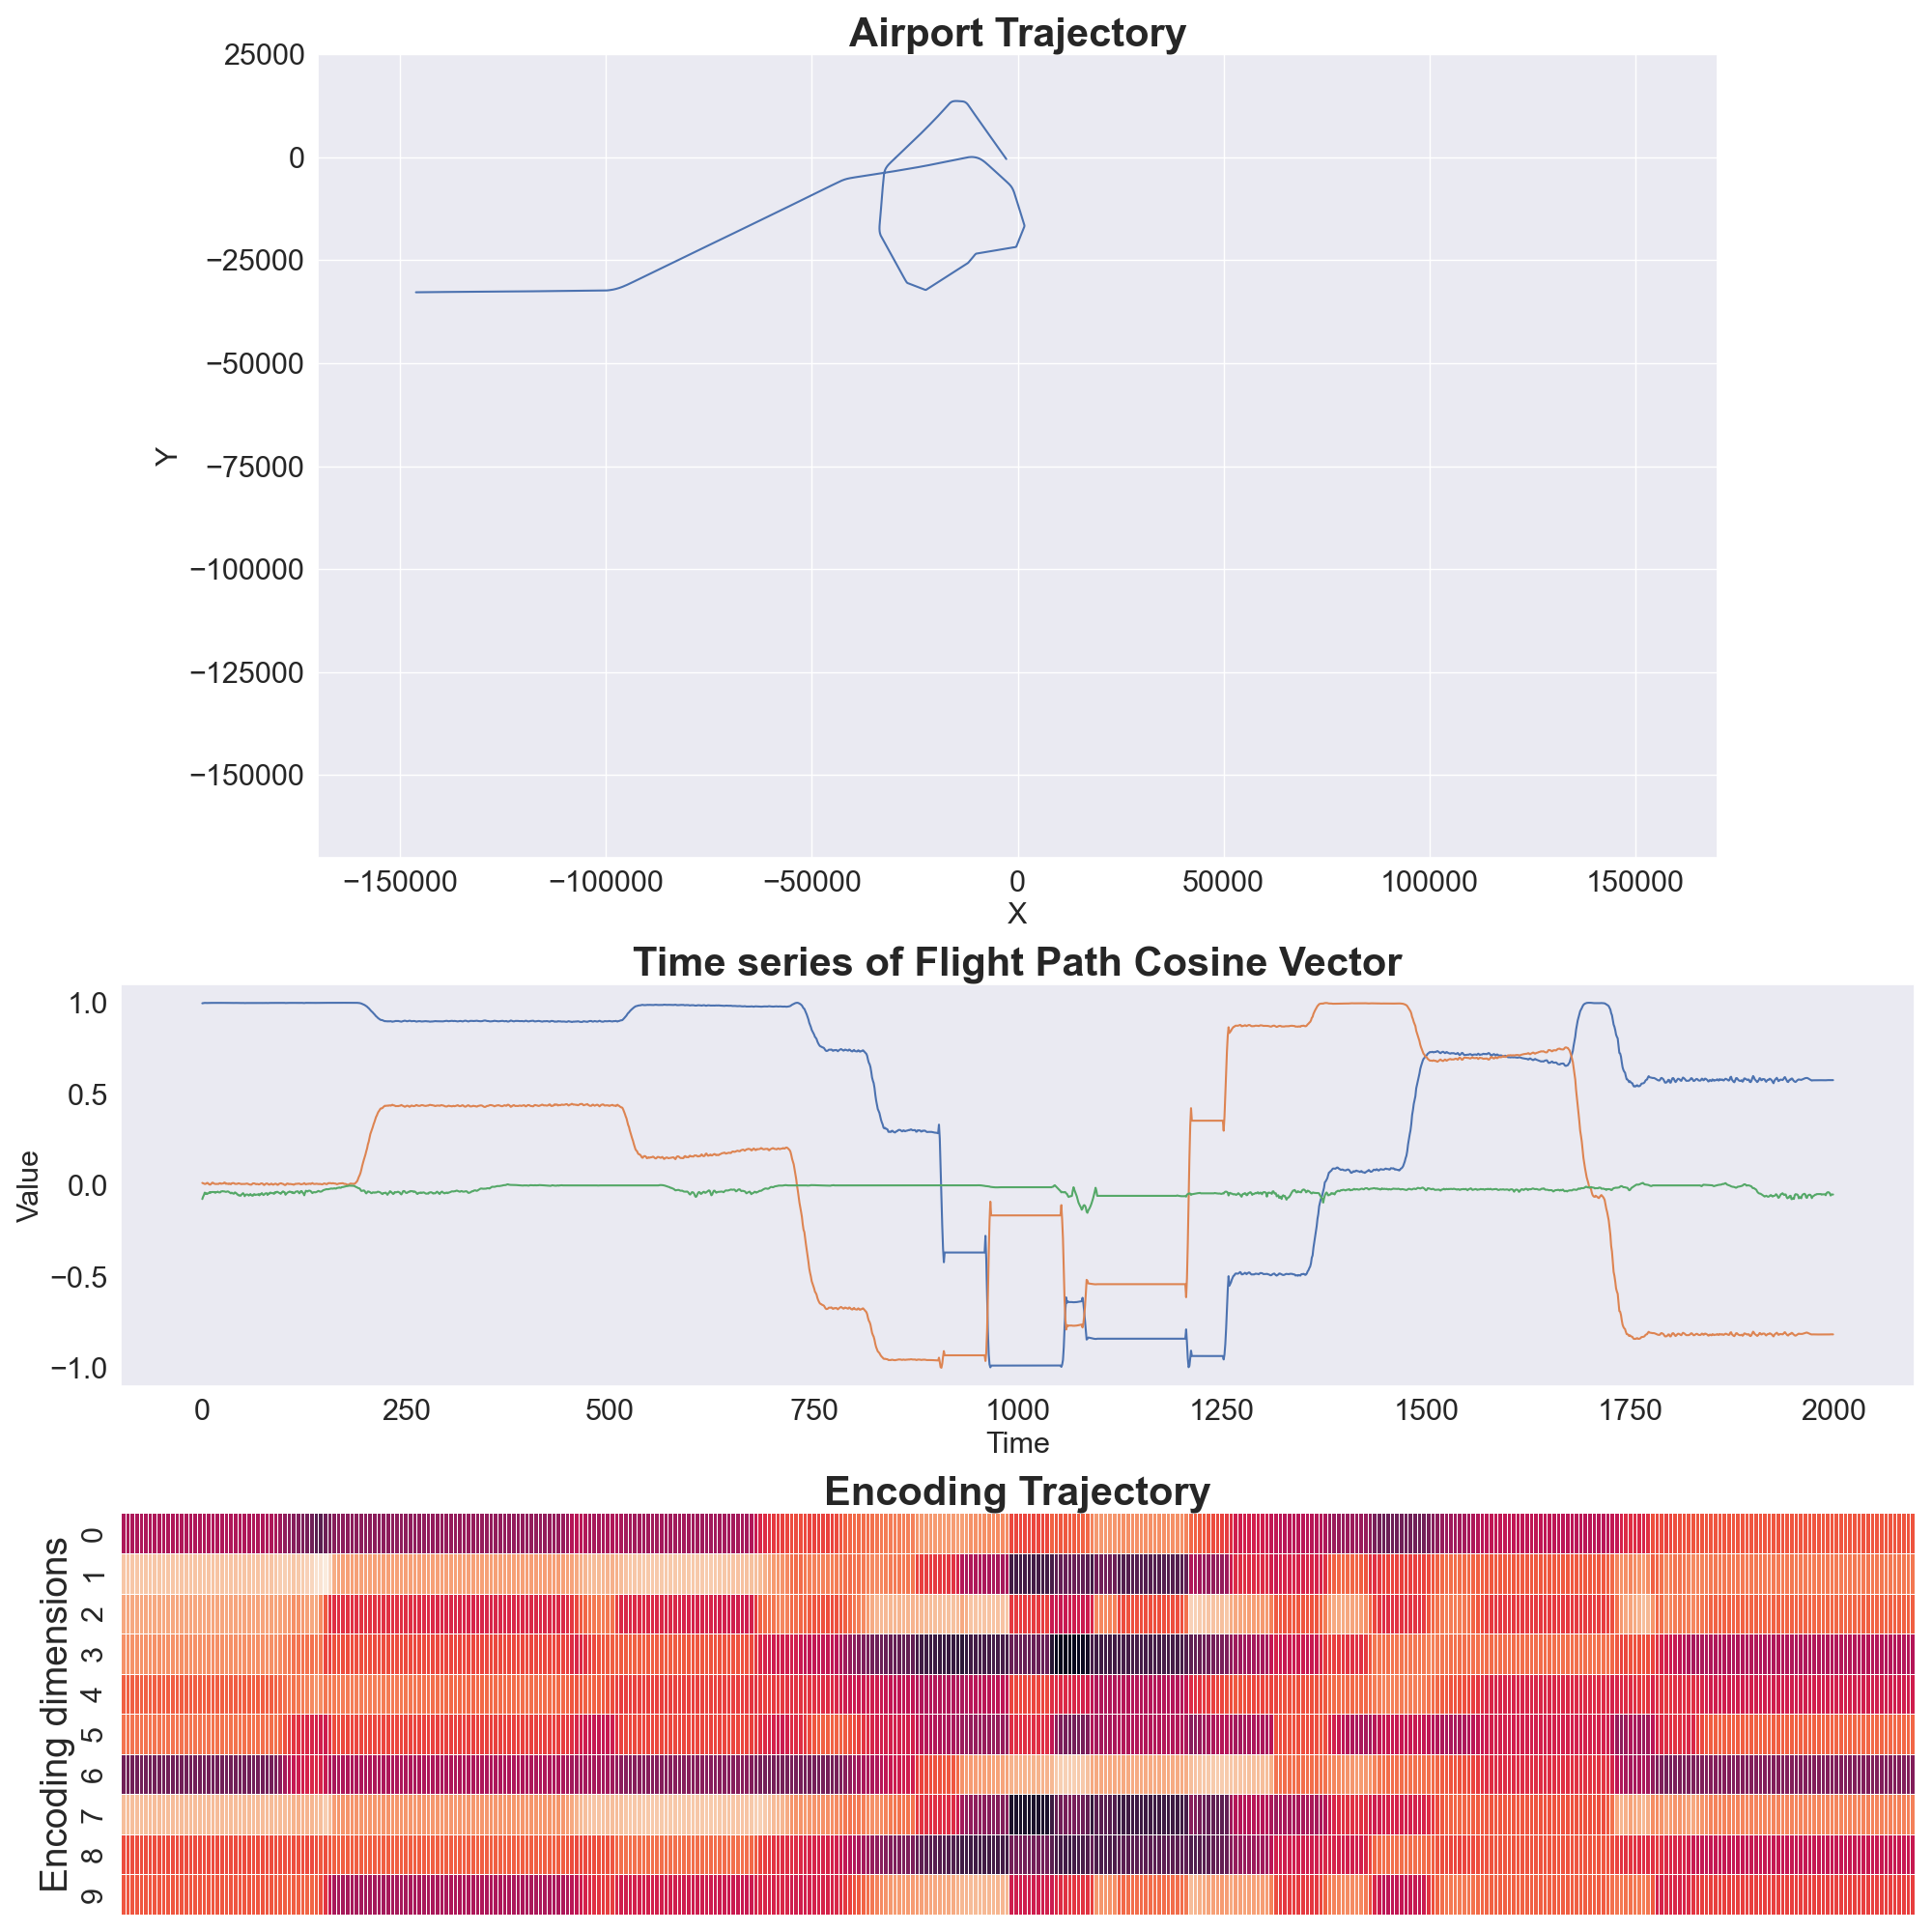 Airport Trajectory
25000
0
−25000
−50000
−75000
−100000
−125000
−150000
Y
−150000 −100000 −50000 0 50000 100000 150000
X
Time series of Flight Path Cosine Vector
1.0
0.5
0.0
−0.5
−1.0
Value
0 250 500 750 1000 1250 1500 1750 2000
Time
Encoding Trajectory
Encoding dimensions
0
1
2
3
4
5
6
7
8
9